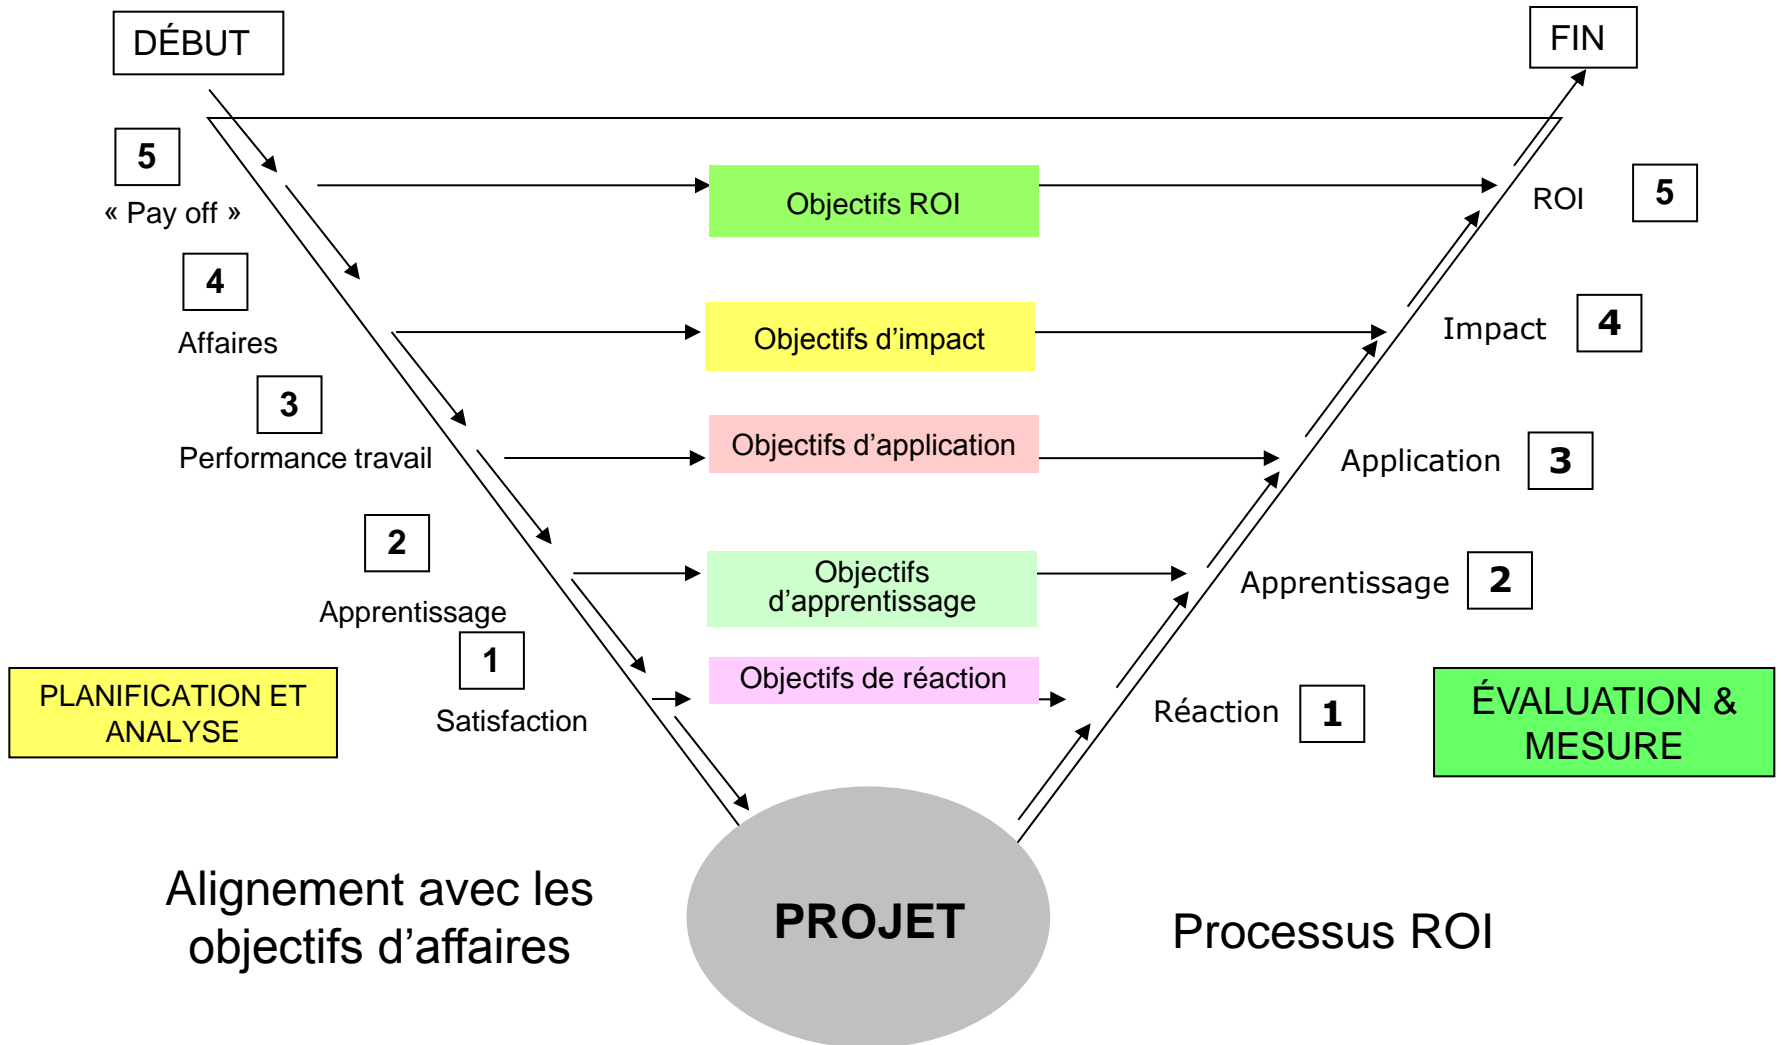 DÉBUT
FIN
5
« Pay off »
Objectifs ROI
ROI
5
4
Affaires
Objectifs d’impact
Impact
4
3
Performance travail
Objectifs d’application
Application
3
2
Apprentissage
Objectifs
d’apprentissage
Apprentissage
2
1
Satisfaction
Objectifs de réaction
Réaction
1
PLANIFICATION ET
ANALYSE
ÉVALUATION &
MESURE
Alignement avec les
objectifs d’affaires
PROJET
Processus ROI